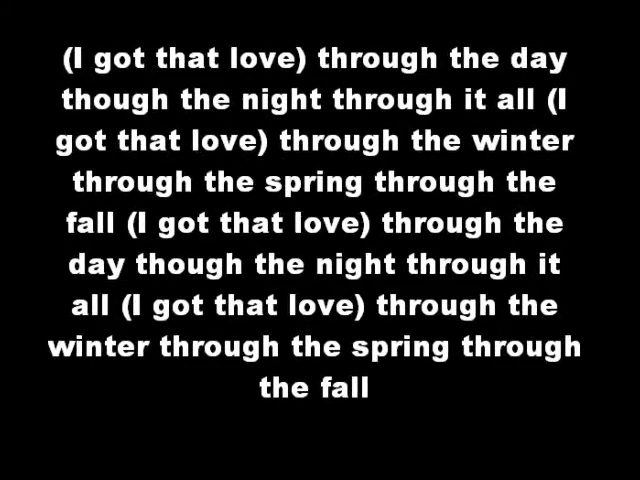 (I got that love) through the day
though the night through it all (I
got that love) through the winter
through the spring through the
fall (I got that love) through the
day though the night through it
all (I got that love) through the
winter through the spring through
the fall